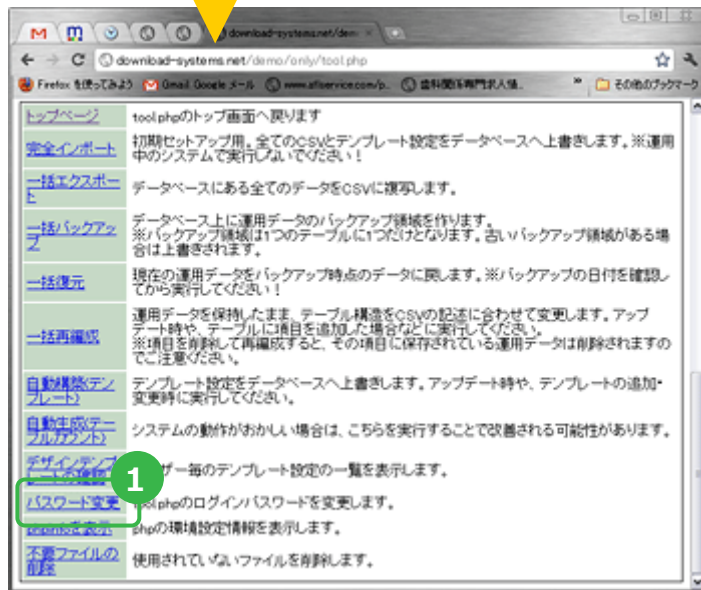 download-systems.net/dem
download-systems.net/demo/only/tool.php
Firefox を使ってみよう
Gmail Google メール
www.afiservice.com/p..
歯科関係専門求人情..
»
その他のブックマーク
トップページ
tool.phpのトップ画面へ戻ります
完全インポート
初期セットアップ用。全てのCSVとテンプレート設定をデータベースへ上書きします。※運用
中のシステムで実行しないでください！
一括エクスポー
ト
データベースにある全てのデータをCSVに複写します。
一括バックアッ
プ
データベース上に運用データのバックアップ領域を作ります。
※バックアップ領域は1つのテーブルに1つだけとなります。古いバックアップ領域がある場
合は上書きされます。
一括復元
現在の運用データをバックアップ時点のデータに戻します。※バックアップの日付を確認し
てから実行してください！
一括再編成
運用データを保持したまま、テーブル構造をCSVの記述に合わせて変更します。アップ
デート時や、テーブルに項目を追加した場合などに実行してください。
※項目を削除して再編成すると、その項目に保存されている運用データは削除されますの
でご注意ください。
自動構築(テン
プレート)
テンプレート設定をデータベースへ上書きします。アップデート時や、テンプレートの追加・
変更時に実行してください。
自動生成(テー
ブルカウント)
システムの動作がおかしい場合は、こちらを実行することで改善される可能性があります。
デザインテンプ
レートの確認
ザー毎のテンプレート設定の一覧を表示します。
1
パスワード変更
tool.phpのログインパスワードを変更します。
phpinfoを表示
phpの環境設定情報を表示します。
不要ファイルの
削除
使用されていないファイルを削除します。